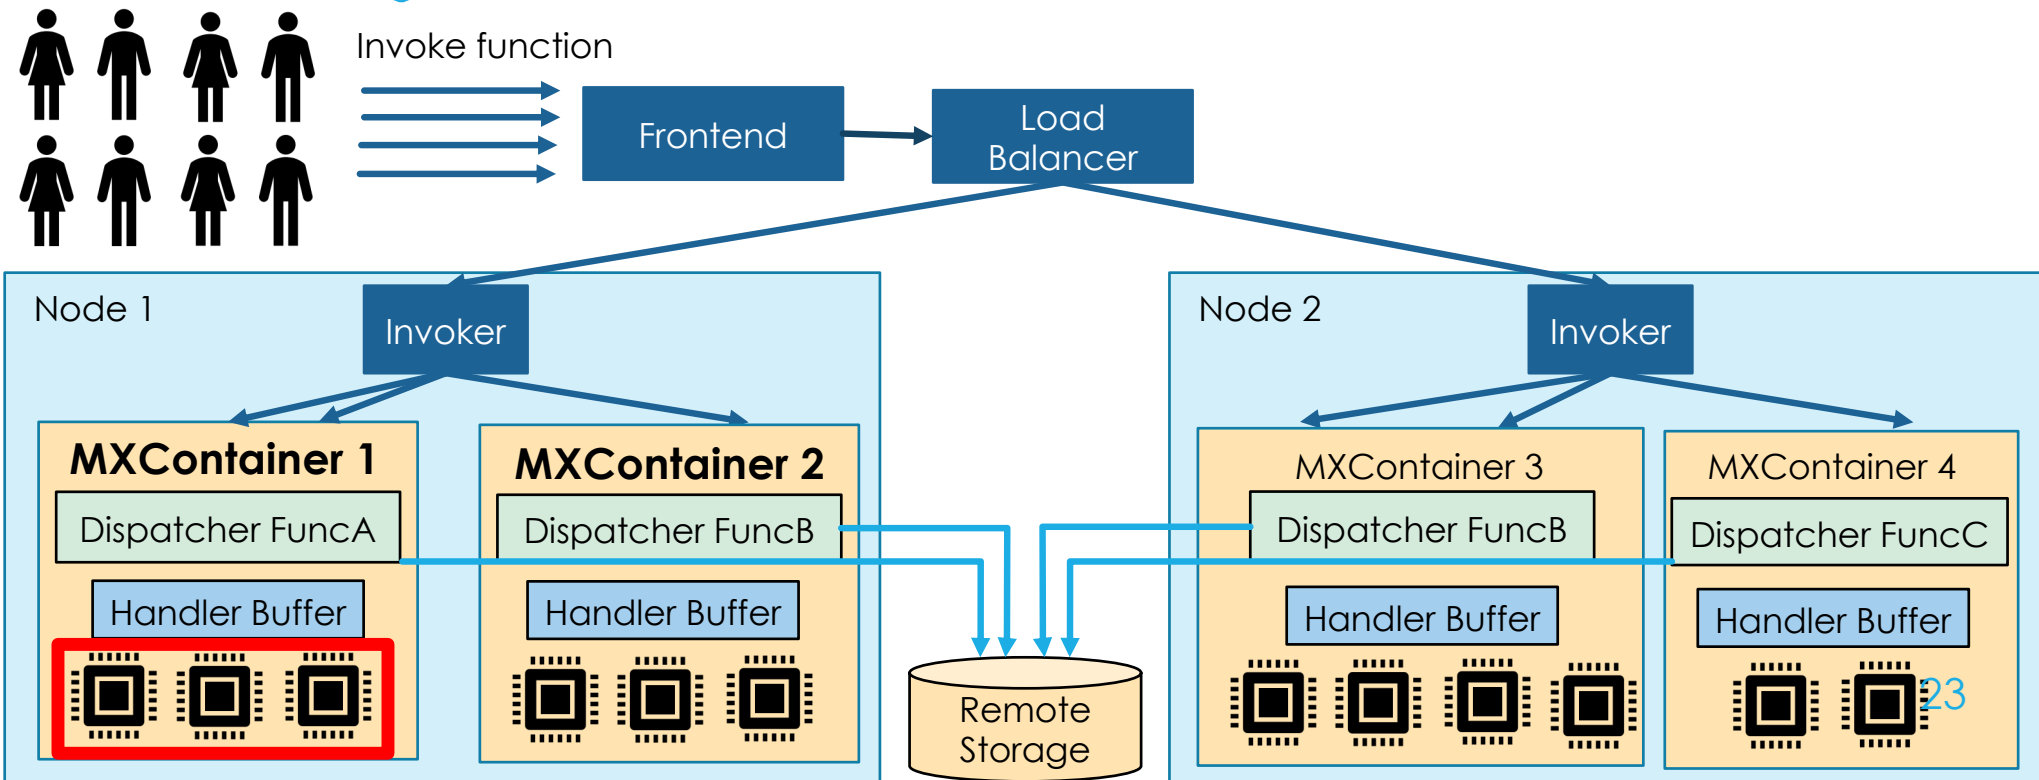 Invoke function
Frontend
Load
Balancer
Node 1
Invoker
Node 2
Invoker
MXContainer 1
Dispatcher FuncA
Handler Buffer
MXContainer 2
Dispatcher FuncB
Handler Buffer
Remote
Storage
MXContainer 3
Dispatcher FuncB
Handler Buffer
MXContainer 4
Dispatcher FuncC
Handler Buffer
23